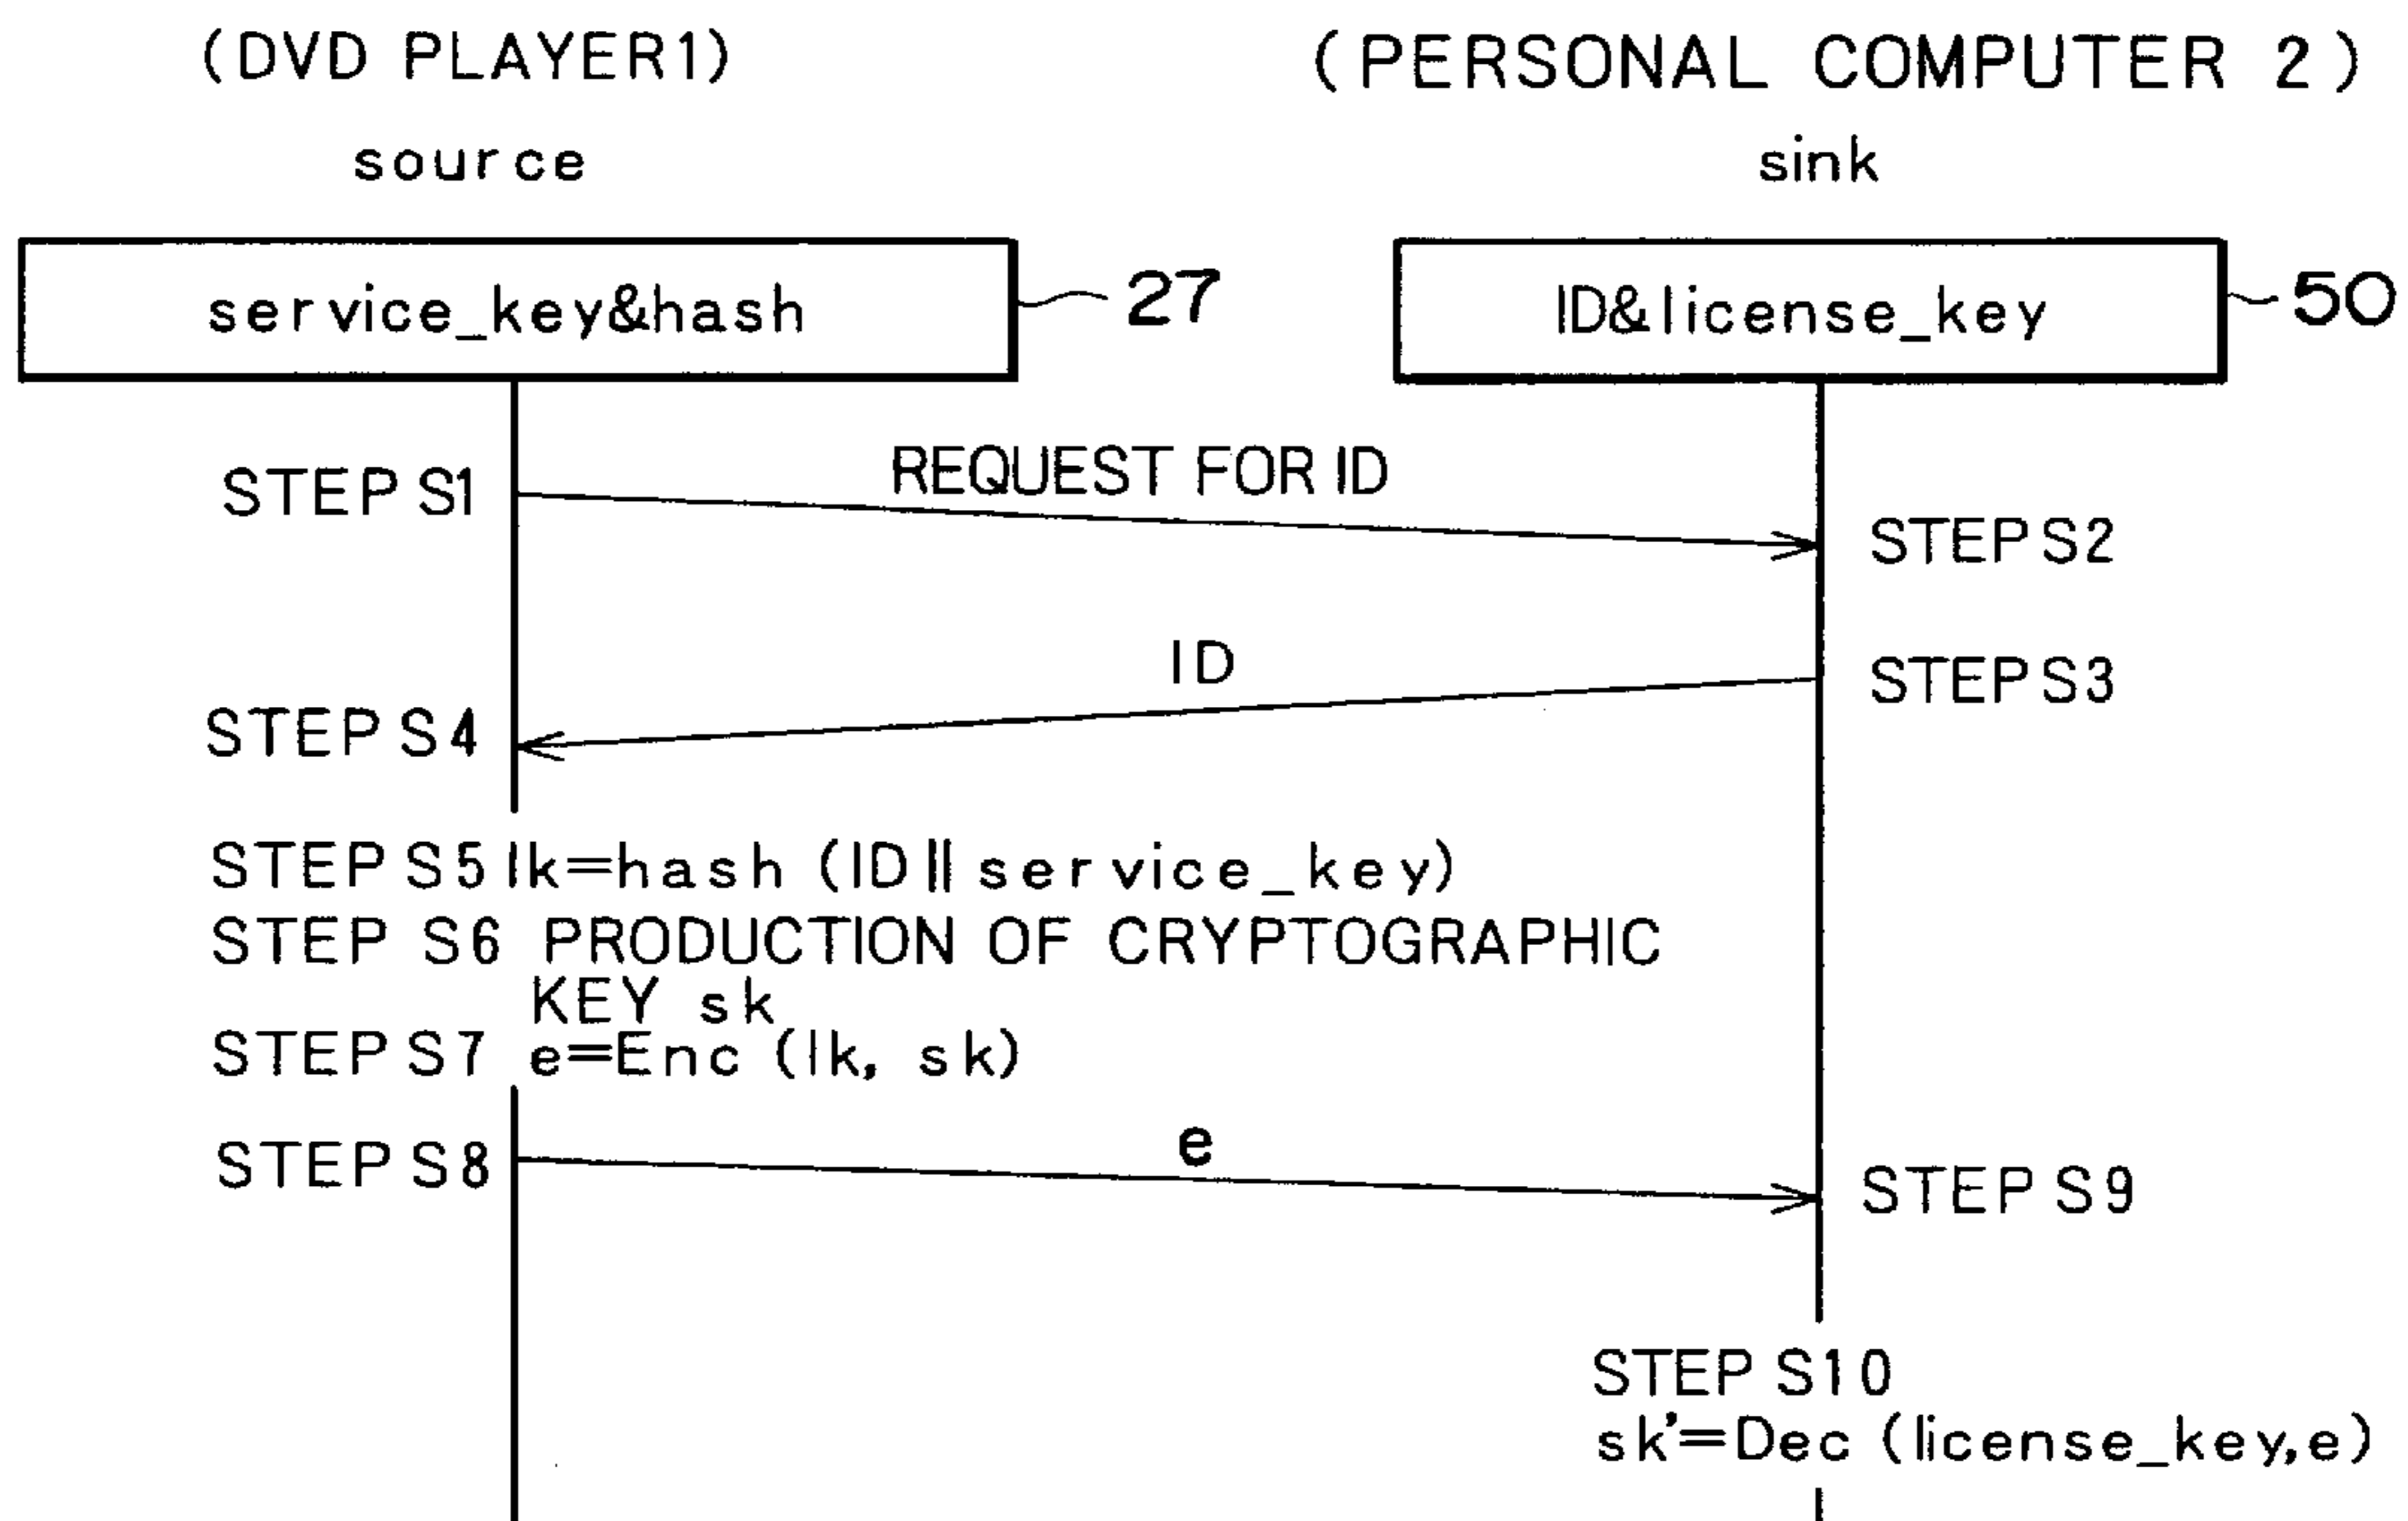 (DVD PLAYER1)
(PERSONAL COMPUTER 2)
source
sink
service_key&hash
27
ID&license_key
50
REQUEST FOR ID
STEP S1
STEP S2
ID
STEP S3
STEP S4
STEP S5 lk=hash (ID || service_key)
STEP S6 PRODUCTION OF CRYPTOGRAPHIC
KEY sk
STEP S7 e=Enc (lk, sk)
e
STEP S8
STEP S9
STEP S10
sk'=Dec (license_key,e)